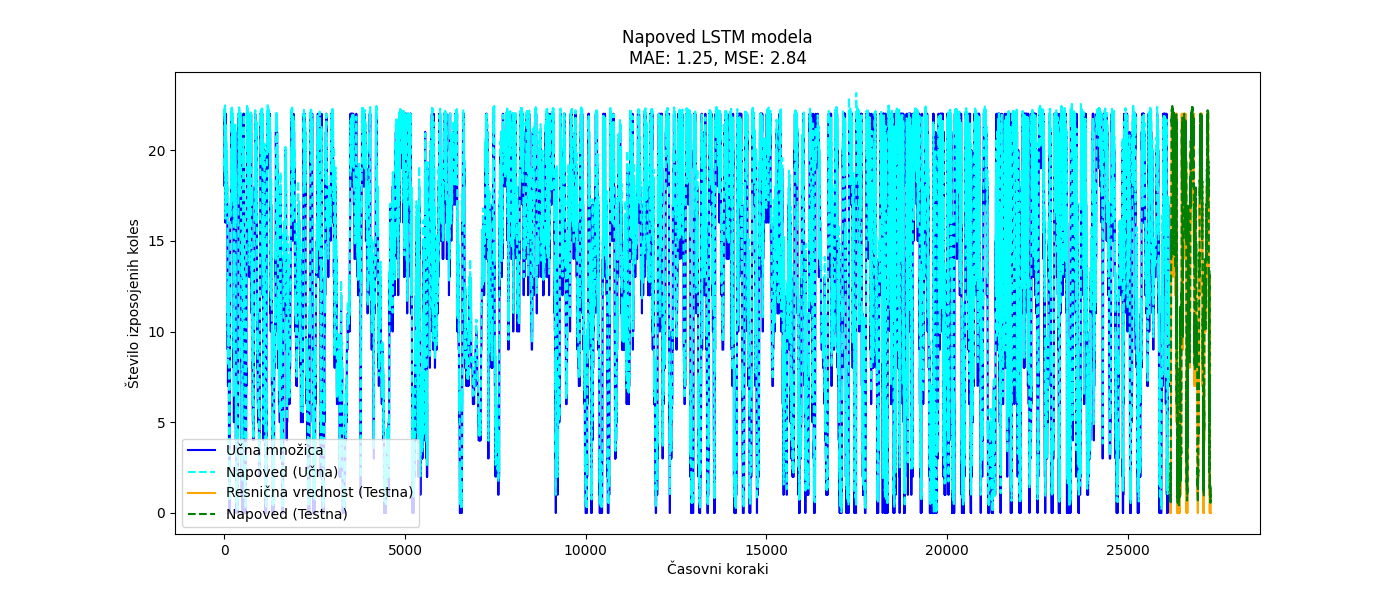 Napoved LSTM modela
MAE: 1.25, MSE: 2.84
Število izposojenih koles
20
15
10
5
0
Učna množica
Napoved (Učna)
Resnična vrednost (Testna)
Napoved (Testna)
0 5000 10000 15000 20000 25000
Časovni koraki